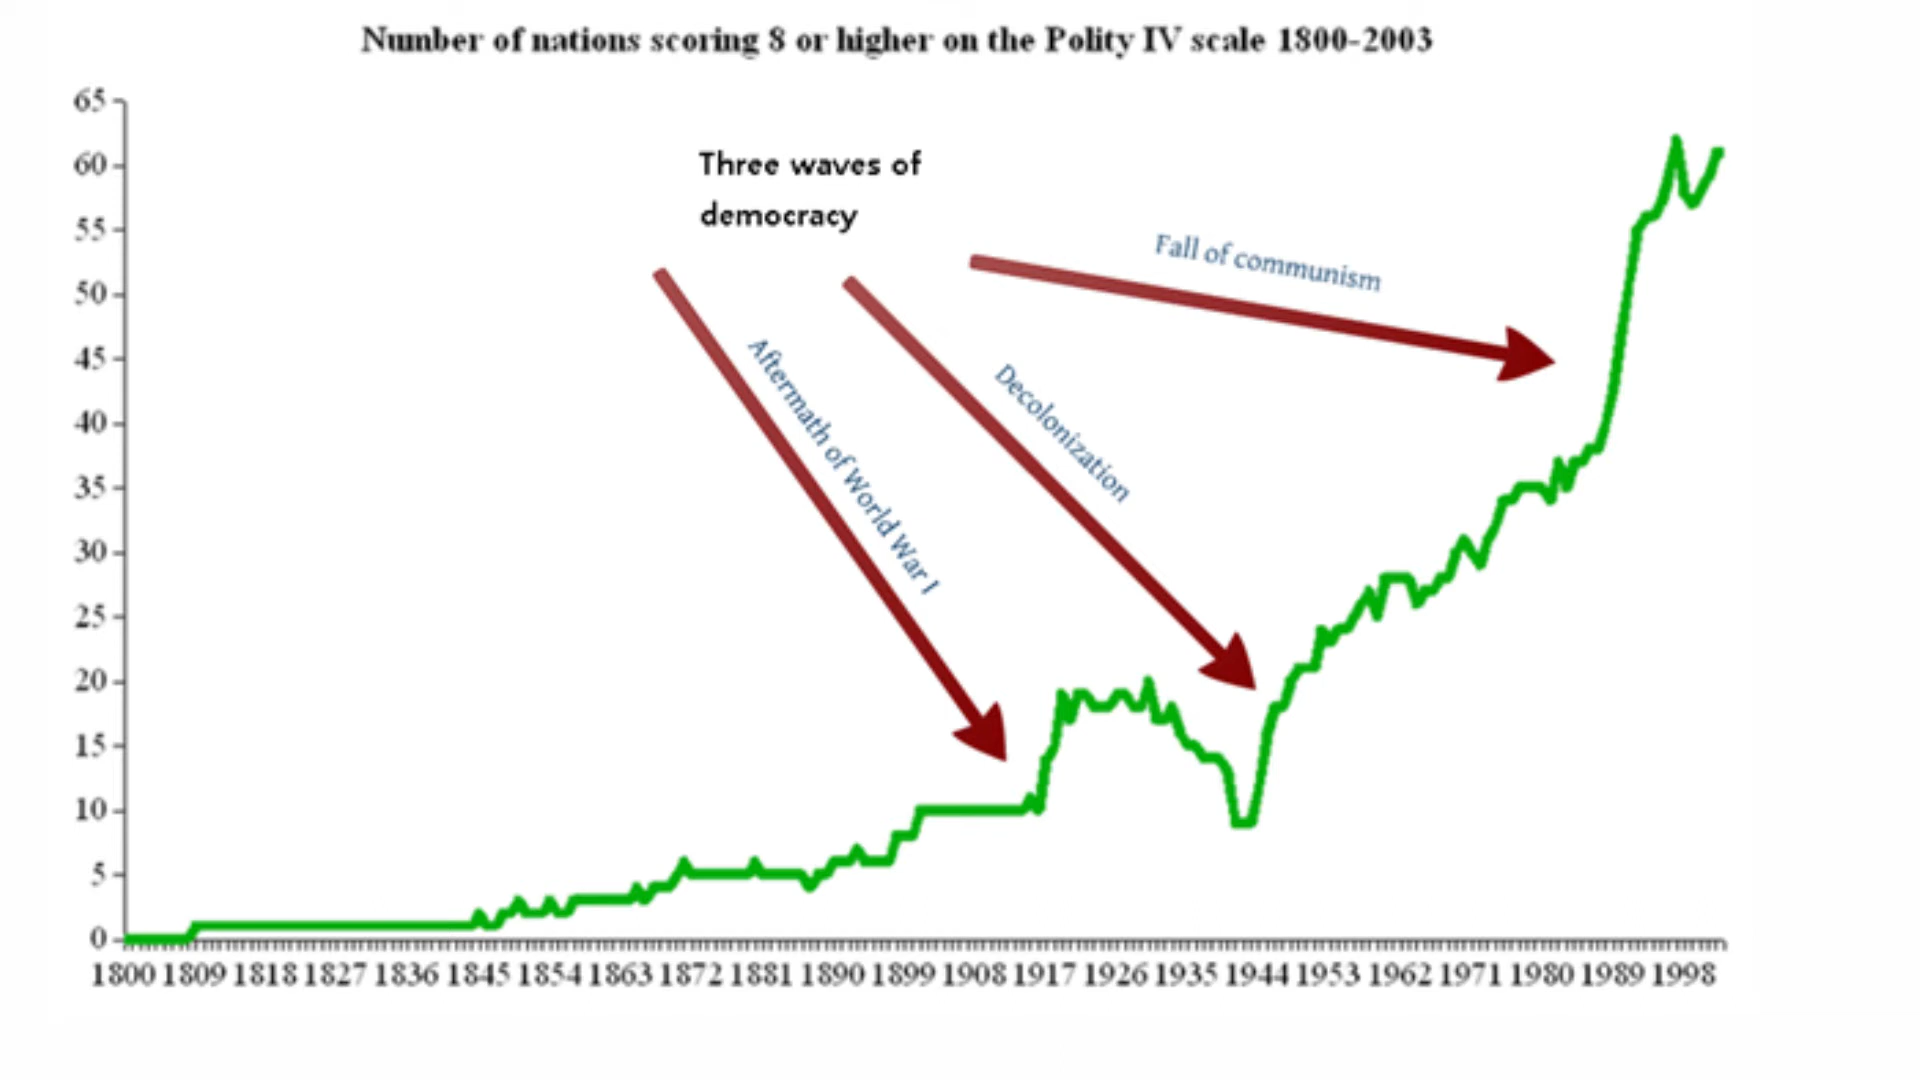 Number of nations scoring 8 or higher on the Polity IV scale 1800-2003
65
60
55
50
45
40
35
30
25
20
15
10
5
0
Three waves of
democracy
Fall of communism
Decolonization
Aftermath of World War I
1800 1809 1818 1827 1836 1845 1854 1863 1872 1881 1890 1899 1908 1917 1926 1935 1944 1953 1962 1971 1980 1989 1998